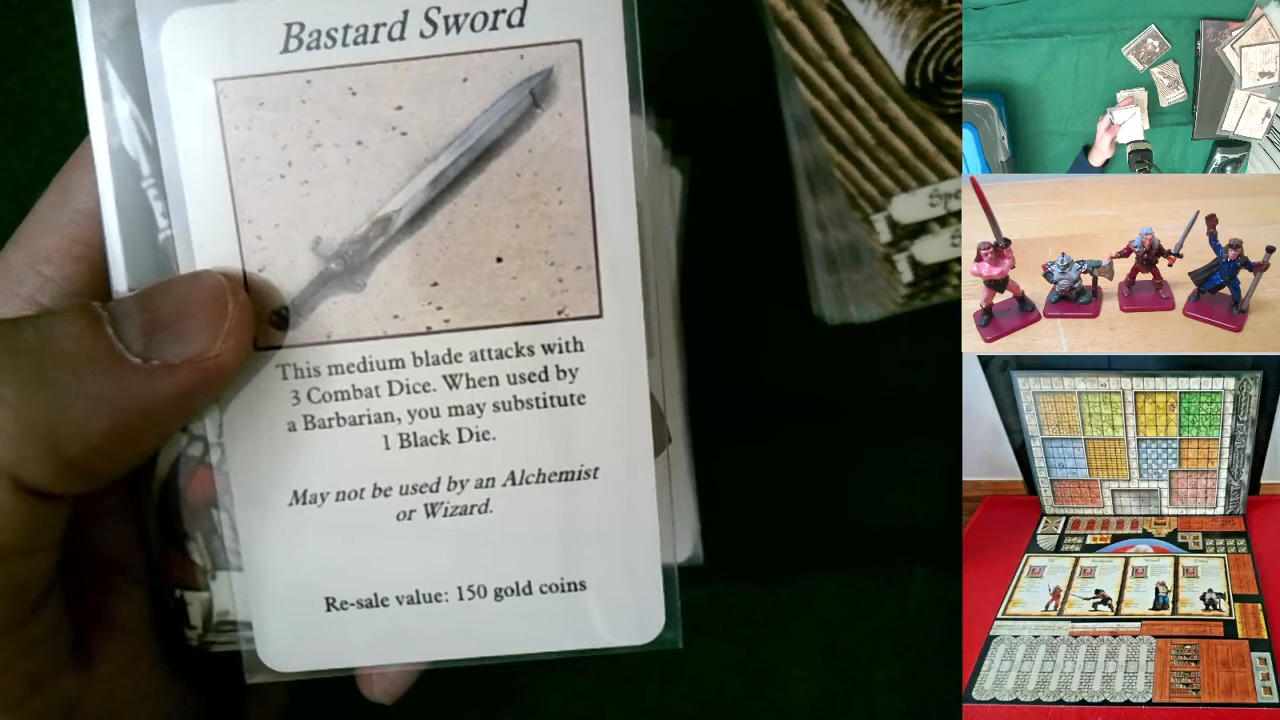 Bastard Sword
This medium blade attacks with
3 Combat Dice. When used by
a Barbarian, you may substitute
1 Black Die.
May not be used by an Alchemist
or Wizard.
Re-sale value: 150 gold coins